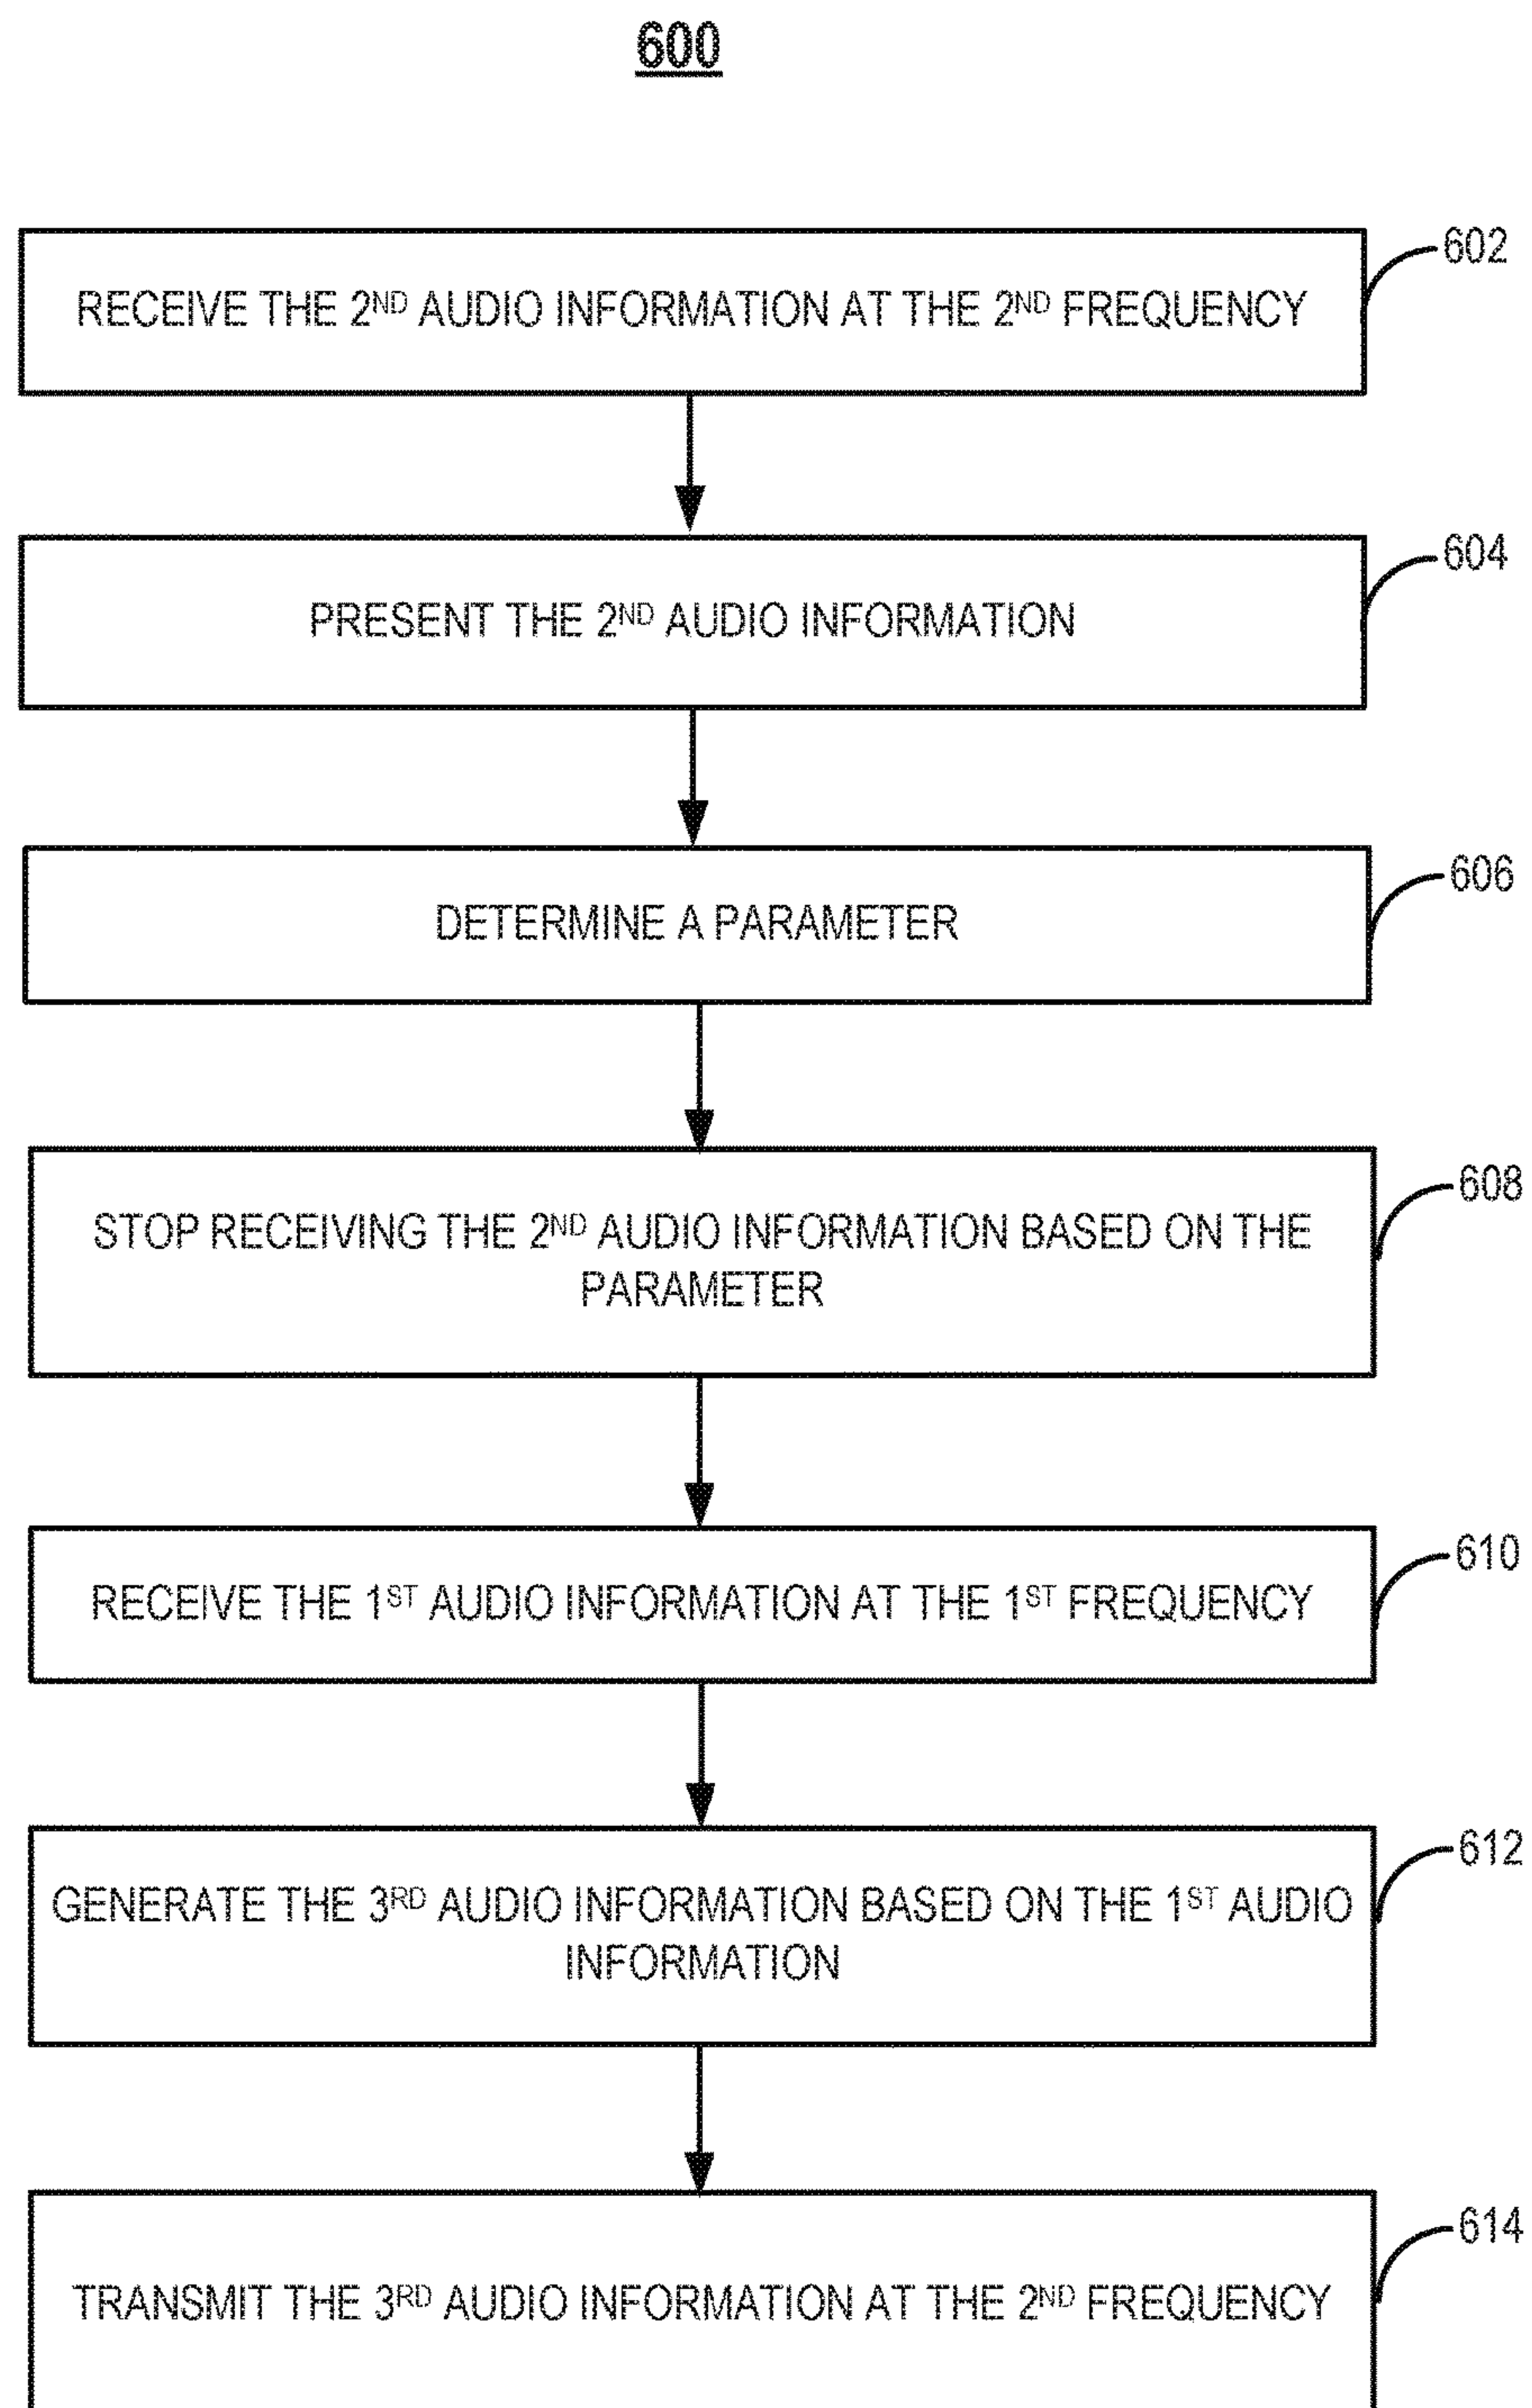 600
602
RECEIVE THE 2ND AUDIO INFORMATION AT THE 2ND FREQUENCY
604
PRESENT THE 2ND AUDIO INFORMATION
606
DETERMINE A PARAMETER
608
STOP RECEIVING THE 2ND AUDIO INFORMATION BASED ON THE
PARAMETER
610
RECEIVE THE 1ST AUDIO INFORMATION AT THE 1ST FREQUENCY
612
GENERATE THE 3RD AUDIO INFORMATION BASED ON THE 1ST AUDIO
INFORMATION
614
TRANSMIT THE 3RD AUDIO INFORMATION AT THE 2ND FREQUENCY